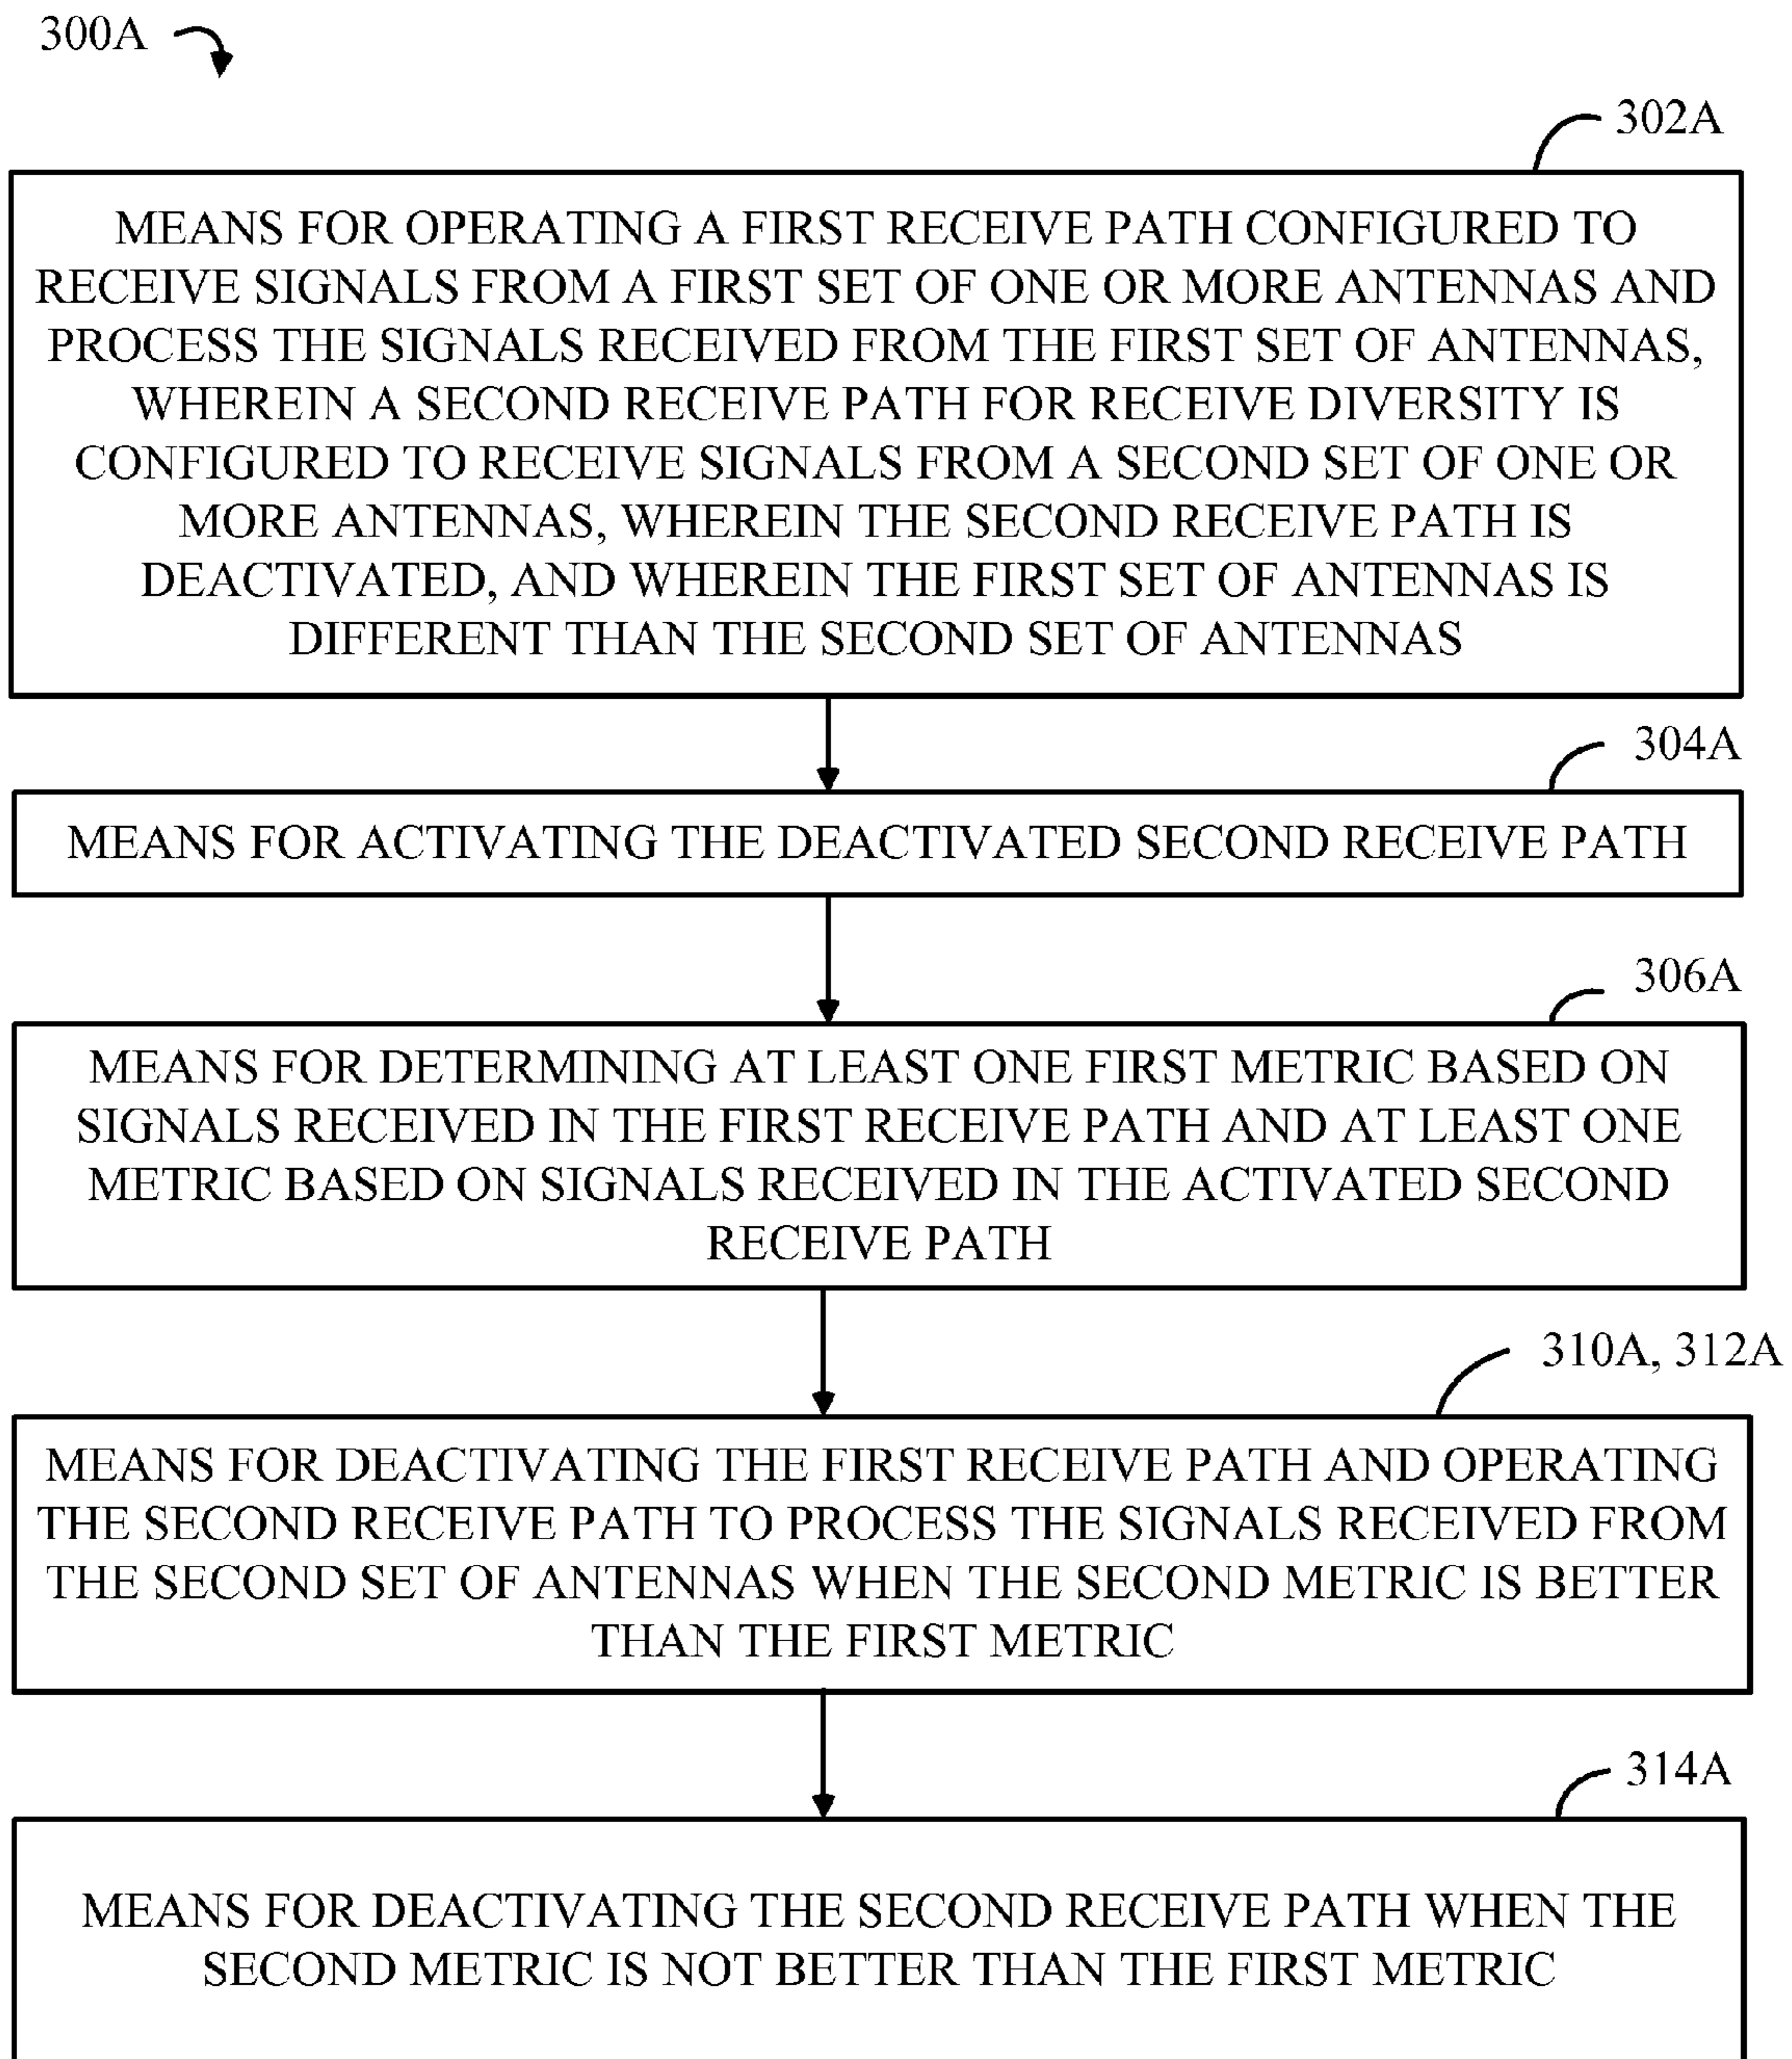 300A
302A
MEANS FOR OPERATING A FIRST RECEIVE PATH CONFIGURED TO
RECEIVE SIGNALS FROM A FIRST SET OF ONE OR MORE ANTENNAS AND
PROCESS THE SIGNALS RECEIVED FROM THE FIRST SET OF ANTENNAS,
WHEREIN A SECOND RECEIVE PATH FOR RECEIVE DIVERSITY IS
CONFIGURED TO RECEIVE SIGNALS FROM A SECOND SET OF ONE OR
MORE ANTENNAS, WHEREIN THE SECOND RECEIVE PATH IS
DEACTIVATED, AND WHEREIN THE FIRST SET OF ANTENNAS IS
DIFFERENT THAN THE SECOND SET OF ANTENNAS
304A
MEANS FOR ACTIVATING THE DEACTIVATED SECOND RECEIVE PATH
306A
MEANS FOR DETERMINING AT LEAST ONE FIRST METRIC BASED ON
SIGNALS RECEIVED IN THE FIRST RECEIVE PATH AND AT LEAST ONE
METRIC BASED ON SIGNALS RECEIVED IN THE ACTIVATED SECOND
RECEIVE PATH
310A, 312A
MEANS FOR DEACTIVATING THE FIRST RECEIVE PATH AND OPERATING
THE SECOND RECEIVE PATH TO PROCESS THE SIGNALS RECEIVED FROM
THE SECOND SET OF ANTENNAS WHEN THE SECOND METRIC IS BETTER
THAN THE FIRST METRIC
314A
MEANS FOR DEACTIVATING THE SECOND RECEIVE PATH WHEN THE
SECOND METRIC IS NOT BETTER THAN THE FIRST METRIC